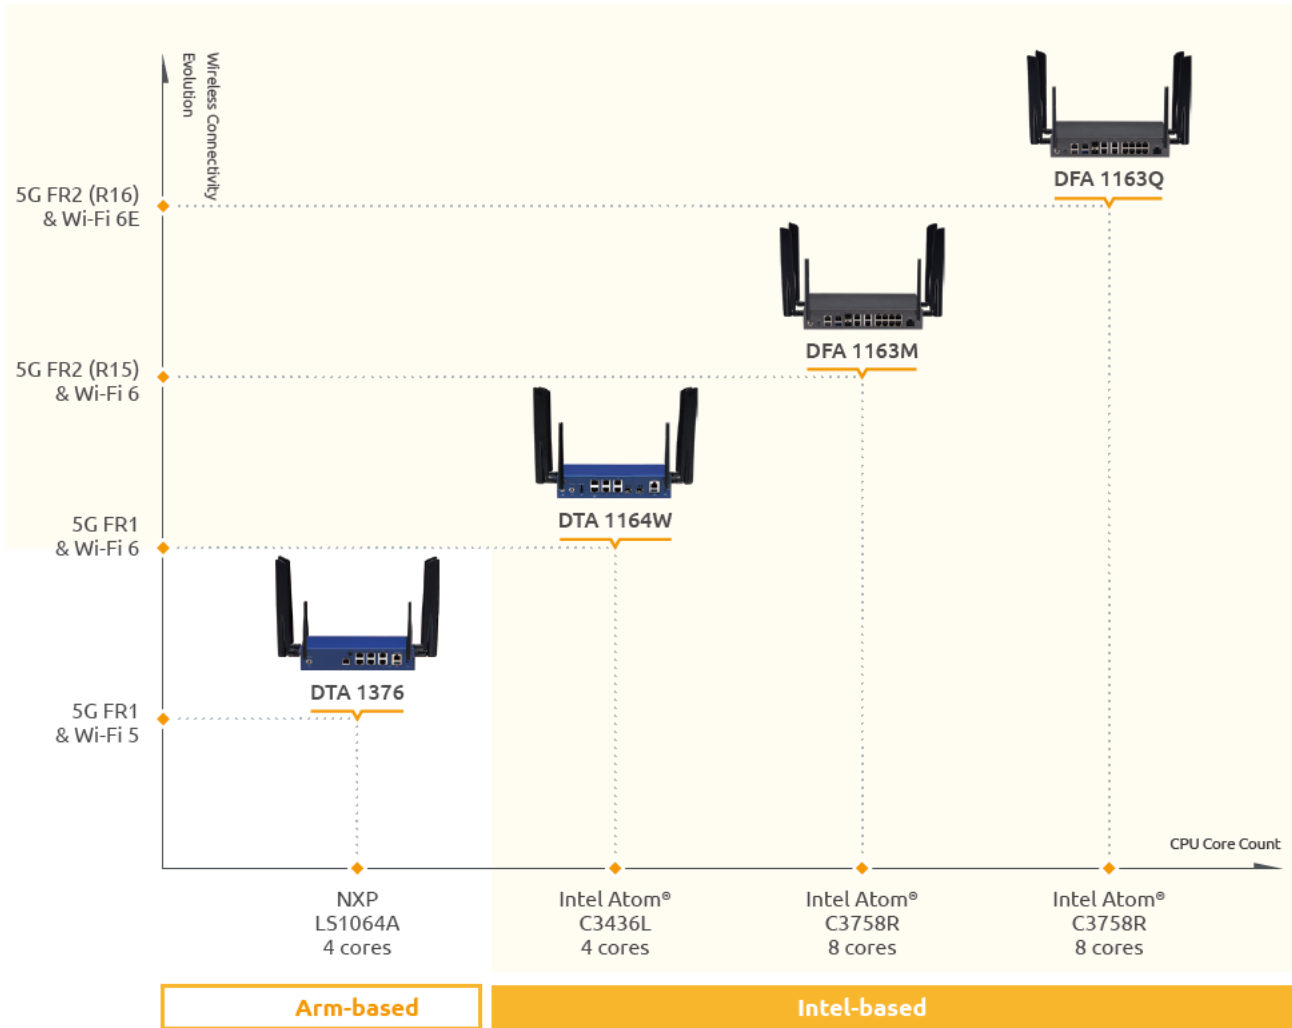 Wireless Connectivity
Evolution
DFA 1163Q
5G FR2 (R16)
& Wi-Fi 6E
DFA 1163M
5G FR2 (R15)
& Wi-Fi 6
DTA 1164W
5G FR1
& Wi-Fi 6
DTA 1376
5G FR1
& Wi-Fi 5
CPU Core Count
NXP
LS1064A
4 cores
Intel Atom®
C3436L
4 cores
Intel Atom®
C3758R
8 cores
Intel Atom®
C3758R
8 cores
Arm-based
Intel-based